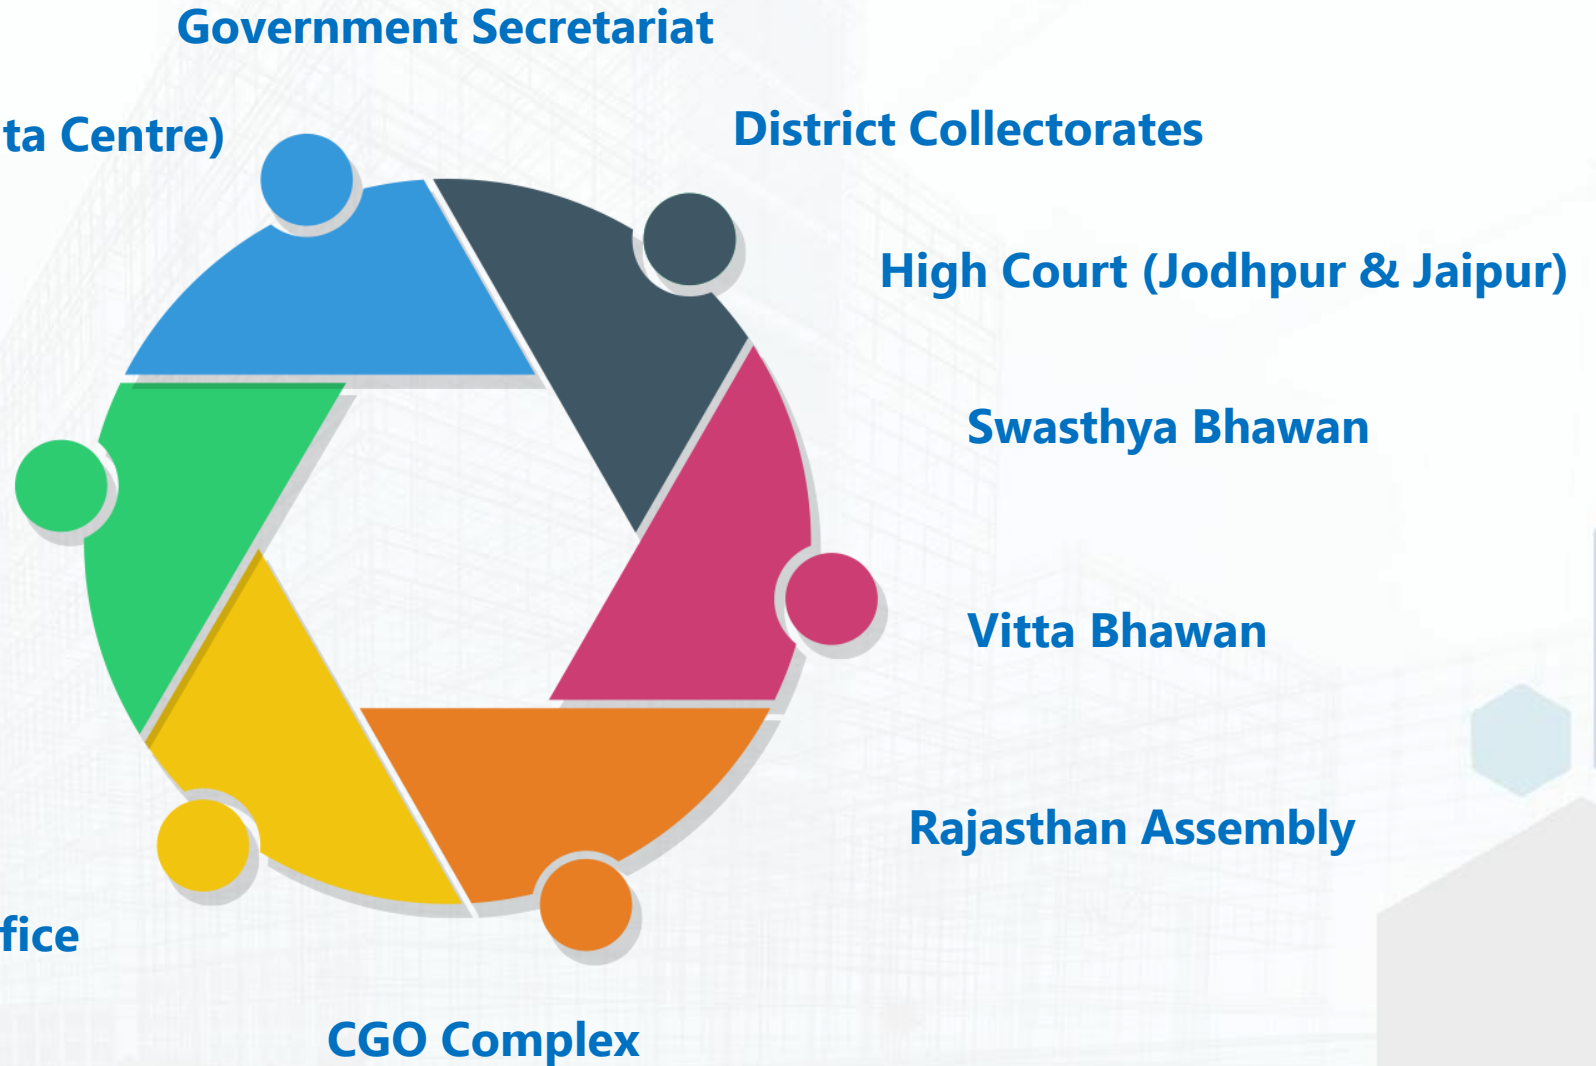 Government Secretariat
ta Centre)
District Collectorates
High Court (Jodhpur & Jaipur)
Swasthya Bhawan
Vitta Bhawan
Rajasthan Assembly
fice
CGO Complex